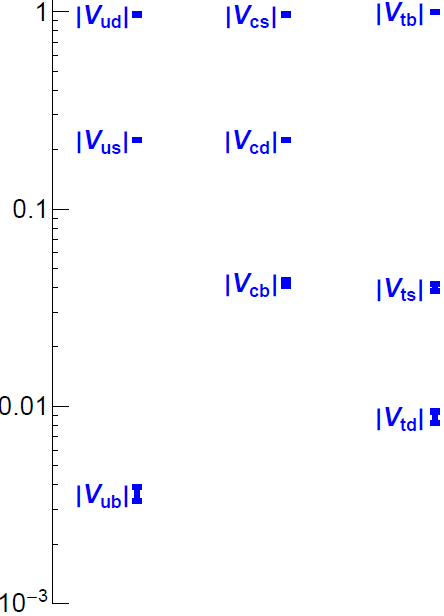 1
|Vud| |Vcs| |Vtb|
|Vus| |Vcd|
0.1
|Vcb| |Vts|
0.01
|Vtd|
|Vub|
10⁻³